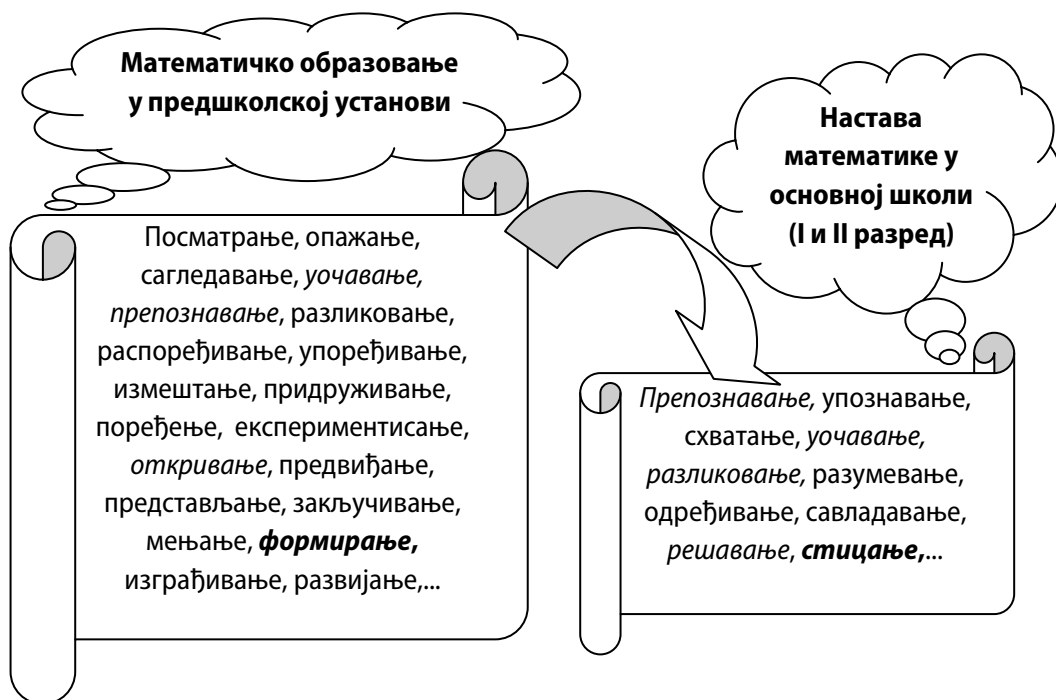 Математичко образовање
у предшколској установи
Настава
математике у
основној школи
(I и II разред)
Посматрање, опажање,
сагледавање, уочавање,
препознавање, разликовање,
распоређивање, упоређивање,
измештање, придруживање,
поређење, експериментисање,
откривање, предвиђање,
представљање, закључивање,
мењање, формирање,
изграђивање, развијање,...
Препознавање, упознавање,
схватање, уочавање,
разликовање, разумевање,
одређивање, савладавање,
решавање, стицање,...